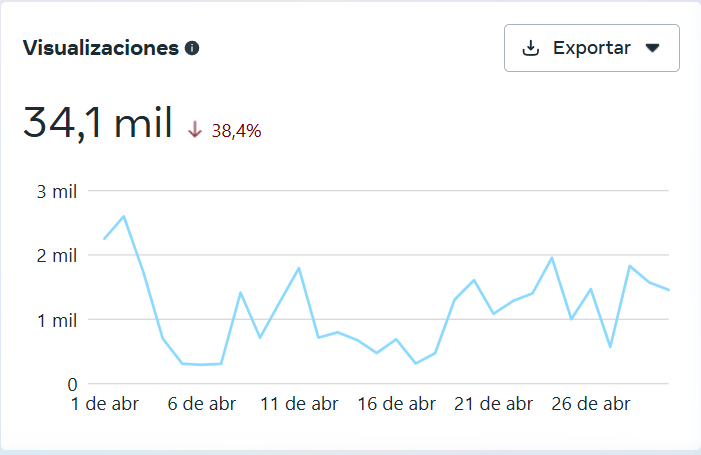 Visualizaciones
Exportar
34,1 mil 38,4%
3 mil
2 mil
1 mil
0
1 de abr 6 de abr 11 de abr 16 de abr 21 de abr 26 de abr